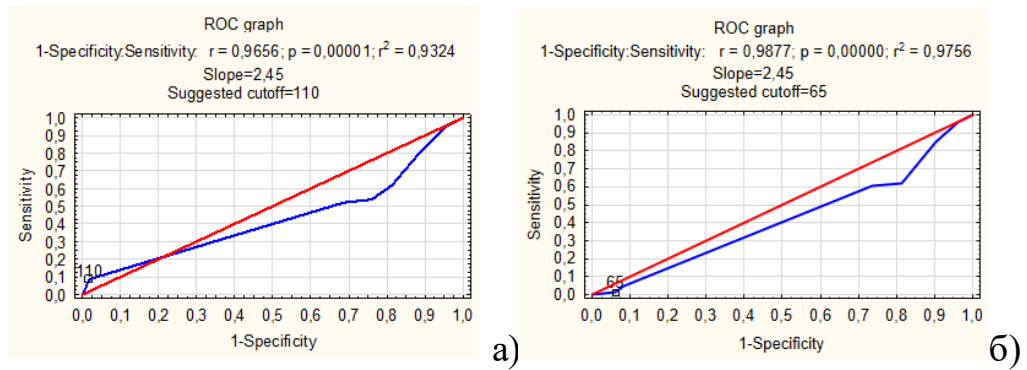 ROC graph
1-Specificity:Sensitivity: r = 0,9656; p = 0,00001; r² = 0,9324
Slope=2,45
Suggested cutoff=110
1,0
0,9
0,8
0,7
0,6
0,5
0,4
0,3
0,2
0,1
0,0
Sensitivity
110
0,0 0,1 0,2 0,3 0,4 0,5 0,6 0,7 0,8 0,9 1,0
1-Specificity
а)
ROC graph
1-Specificity:Sensitivity: r = 0,9877; p = 0,00000; r² = 0,9756
Slope=2,45
Suggested cutoff=65
1,0
0,9
0,8
0,7
0,6
0,5
0,4
0,3
0,2
0,1
0,0
Sensitivity
65
0,0 0,1 0,2 0,3 0,4 0,5 0,6 0,7 0,8 0,9 1,0
1-Specificity
б)